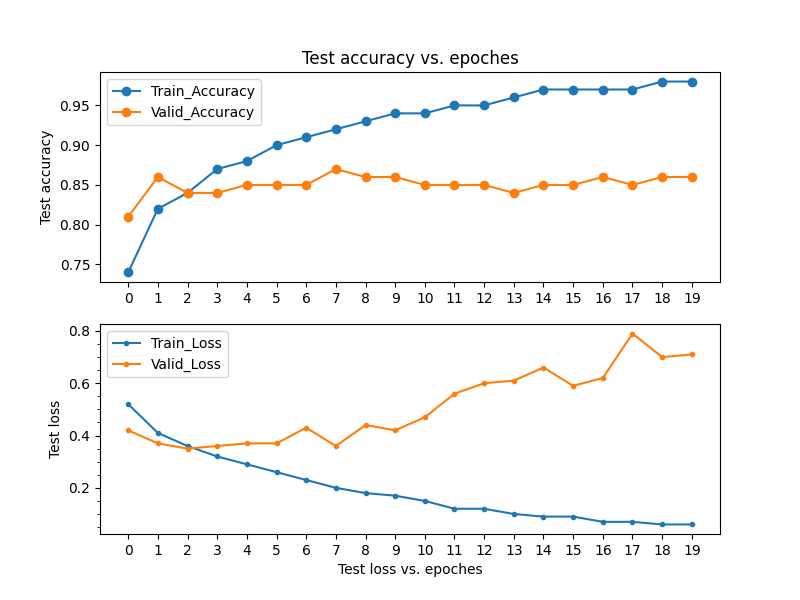 Test accuracy vs. epoches
Train_Accuracy
Valid_Accuracy
Test accuracy
0.95
0.90
0.85
0.80
0.75
0 1 2 3 4 5 6 7 8 9 10 11 12 13 14 15 16 17 18 19
Train_Loss
Valid_Loss
Test loss
0.8
0.6
0.4
0.2
0 1 2 3 4 5 6 7 8 9 10 11 12 13 14 15 16 17 18 19
Test loss vs. epoches